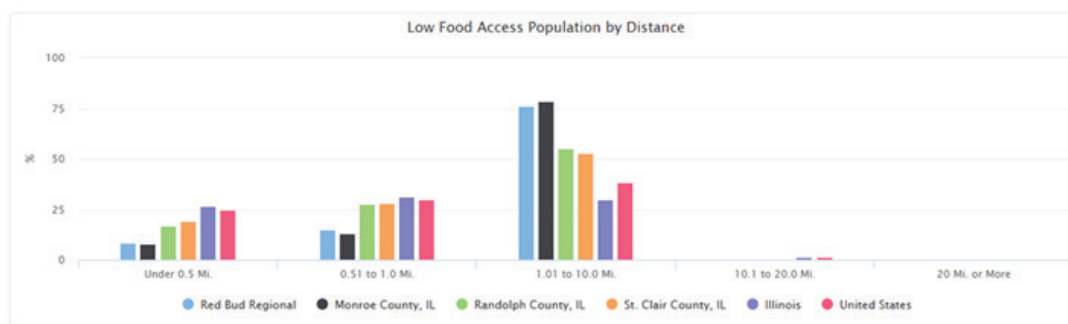 Low Food Access Population by Distance
100
75
50
25
0
%
Under 0.5 Mi.
0.51 to 1.0 Mi.
1.01 to 10.0 Mi.
10.1 to 20.0 Mi.
20 Mi. or More
Red Bud Regional
Monroe County, IL
Randolph County, IL
St. Clair County, IL
Illinois
United States